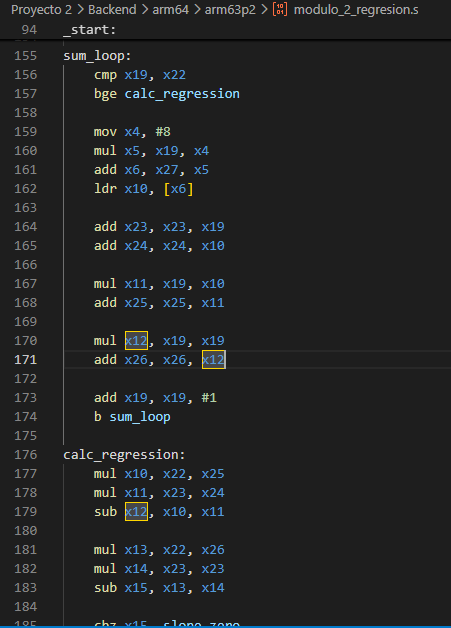 Proyecto 2 > Backend > arm64 > arm63p2 > modulo_2_regresion.s
94 _start:
155 sum_loop:
156 cmp x19, x22
157 bge calc_regression
158
159 mov x4, #8
160 mul x5, x19, x4
161 add x6, x27, x5
162 ldr x10, [x6]
163
164 add x23, x23, x19
165 add x24, x24, x10
166
167 mul x11, x19, x10
168 add x25, x25, x11
169
170 mul x12, x19, x19
171 add x26, x26, x12
172
173 add x19, x19, #1
174 b sum_loop
175
176 calc_regression:
177 mul x10, x22, x25
178 mul x11, x23, x24
179 sub x12, x10, x11
180
181 mul x13, x22, x26
182 mul x14, x23, x23
183 sub x15, x13, x14
184
185 cbz x15, slope_zero